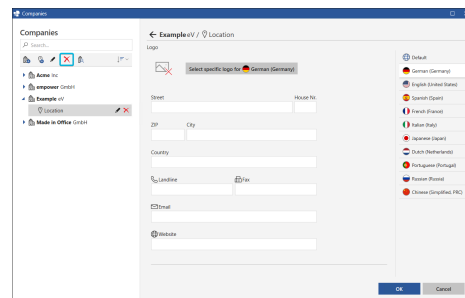 Companies
Companies
Search...
Acme Inc
empower GmbH
Example eV
Location
Made in Office GmbH
Example eV / Location
Logo
Select specific logo for German (Germany)
Street House Nr.
ZIP City
Country
Landline Fax
Email
Website
Default
German (Germany)
English (United States)
Spanish (Spain)
French (France)
Italian (Italy)
Japanese (Japan)
Dutch (Netherlands)
Portuguese (Portugal)
Russian (Russia)
Chinese (Simplified, PRC)
OK Cancel